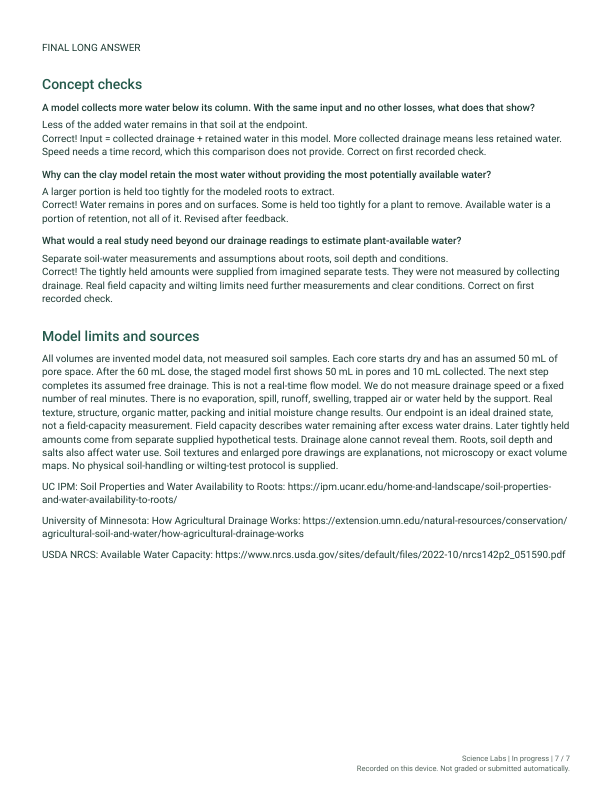 FINAL LONG ANSWER
Concept checks
A model collects more water below its column. With the same input and no other losses, what does that show?
Less of the added water remains in that soil at the endpoint.
Correct! Input = collected drainage + retained water in this model. More collected drainage means less retained water.
Speed needs a time record, which this comparison does not provide. Correct on first recorded check.
Why can the clay model retain the most water without providing the most potentially available water?
A larger portion is held too tightly for the modeled roots to extract.
Correct! Water remains in pores and on surfaces. Some is held too tightly for a plant to remove. Available water is a
portion of retention, not all of it. Revised after feedback.
What would a real study need beyond our drainage readings to estimate plant-available water?
Separate soil-water measurements and assumptions about roots, soil depth and conditions.
Correct! The tightly held amounts were supplied from imagined separate tests. They were not measured by collecting
drainage. Real field capacity and wilting limits need further measurements and clear conditions. Correct on first
recorded check.
Model limits and sources
All volumes are invented model data, not measured soil samples. Each core starts dry and has an assumed 50 mL of
pore space. After the 60 mL dose, the staged model first shows 50 mL in pores and 10 mL collected. The next step
completes its assumed free drainage. This is not a real-time flow model. We do not measure drainage speed or a fixed
number of real minutes. There is no evaporation, spill, runoff, swelling, trapped air or water held by the support. Real
texture, structure, organic matter, packing and initial moisture change results. Our endpoint is an ideal drained state,
not a field-capacity measurement. Field capacity describes water remaining after excess water drains. Later tightly held
amounts come from separate supplied hypothetical tests. Drainage alone cannot reveal them. Roots, soil depth and
salts also affect water use. Soil textures and enlarged pore drawings are explanations, not microscopy or exact volume
maps. No physical soil-handling or wilting-test protocol is supplied.
UC IPM: Soil Properties and Water Availability to Roots: https://ipm.ucanr.edu/home-and-landscape/soil-properties-
and-water-availability-to-roots/
University of Minnesota: How Agricultural Drainage Works: https://extension.umn.edu/natural-resources/conservation/
agricultural-soil-and-water/how-agricultural-drainage-works
USDA NRCS: Available Water Capacity: https://www.nrcs.usda.gov/sites/default/files/2022-10/nrcs142p2_051590.pdf
Science Labs | In progress | 7 / 7
Recorded on this device. Not graded or submitted automatically.